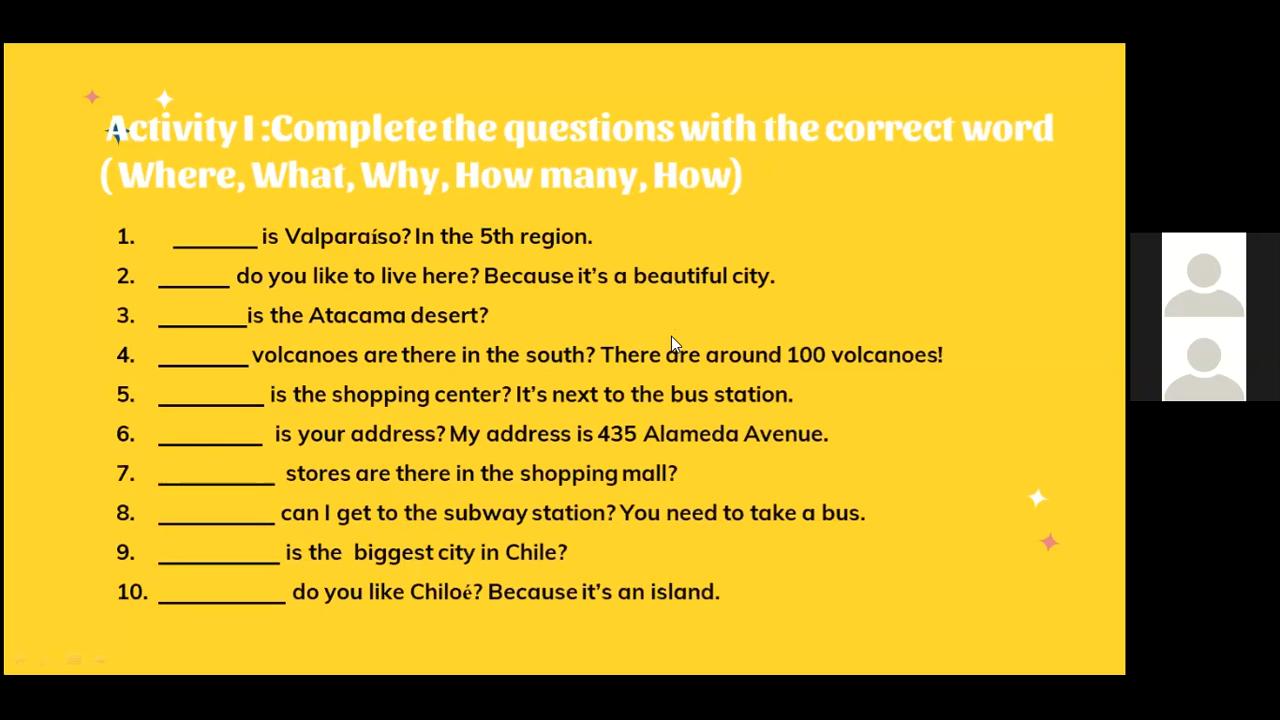 Activity I :Complete the questions with the correct word
( Where, What, Why, How many, How)
1. _______ is Valparaíso? In the 5th region.
2. ______ do you like to live here? Because it’s a beautiful city.
3. ________is the Atacama desert?
4. ________ volcanoes are there in the south? There are around 100 volcanoes!
5. _________ is the shopping center? It’s next to the bus station.
6. _________ is your address? My address is 435 Alameda Avenue.
7. __________ stores are there in the shopping mall?
8. __________ can I get to the subway station? You need to take a bus.
9. __________ is the biggest city in Chile?
10. ___________ do you like Chiloé? Because it’s an island.